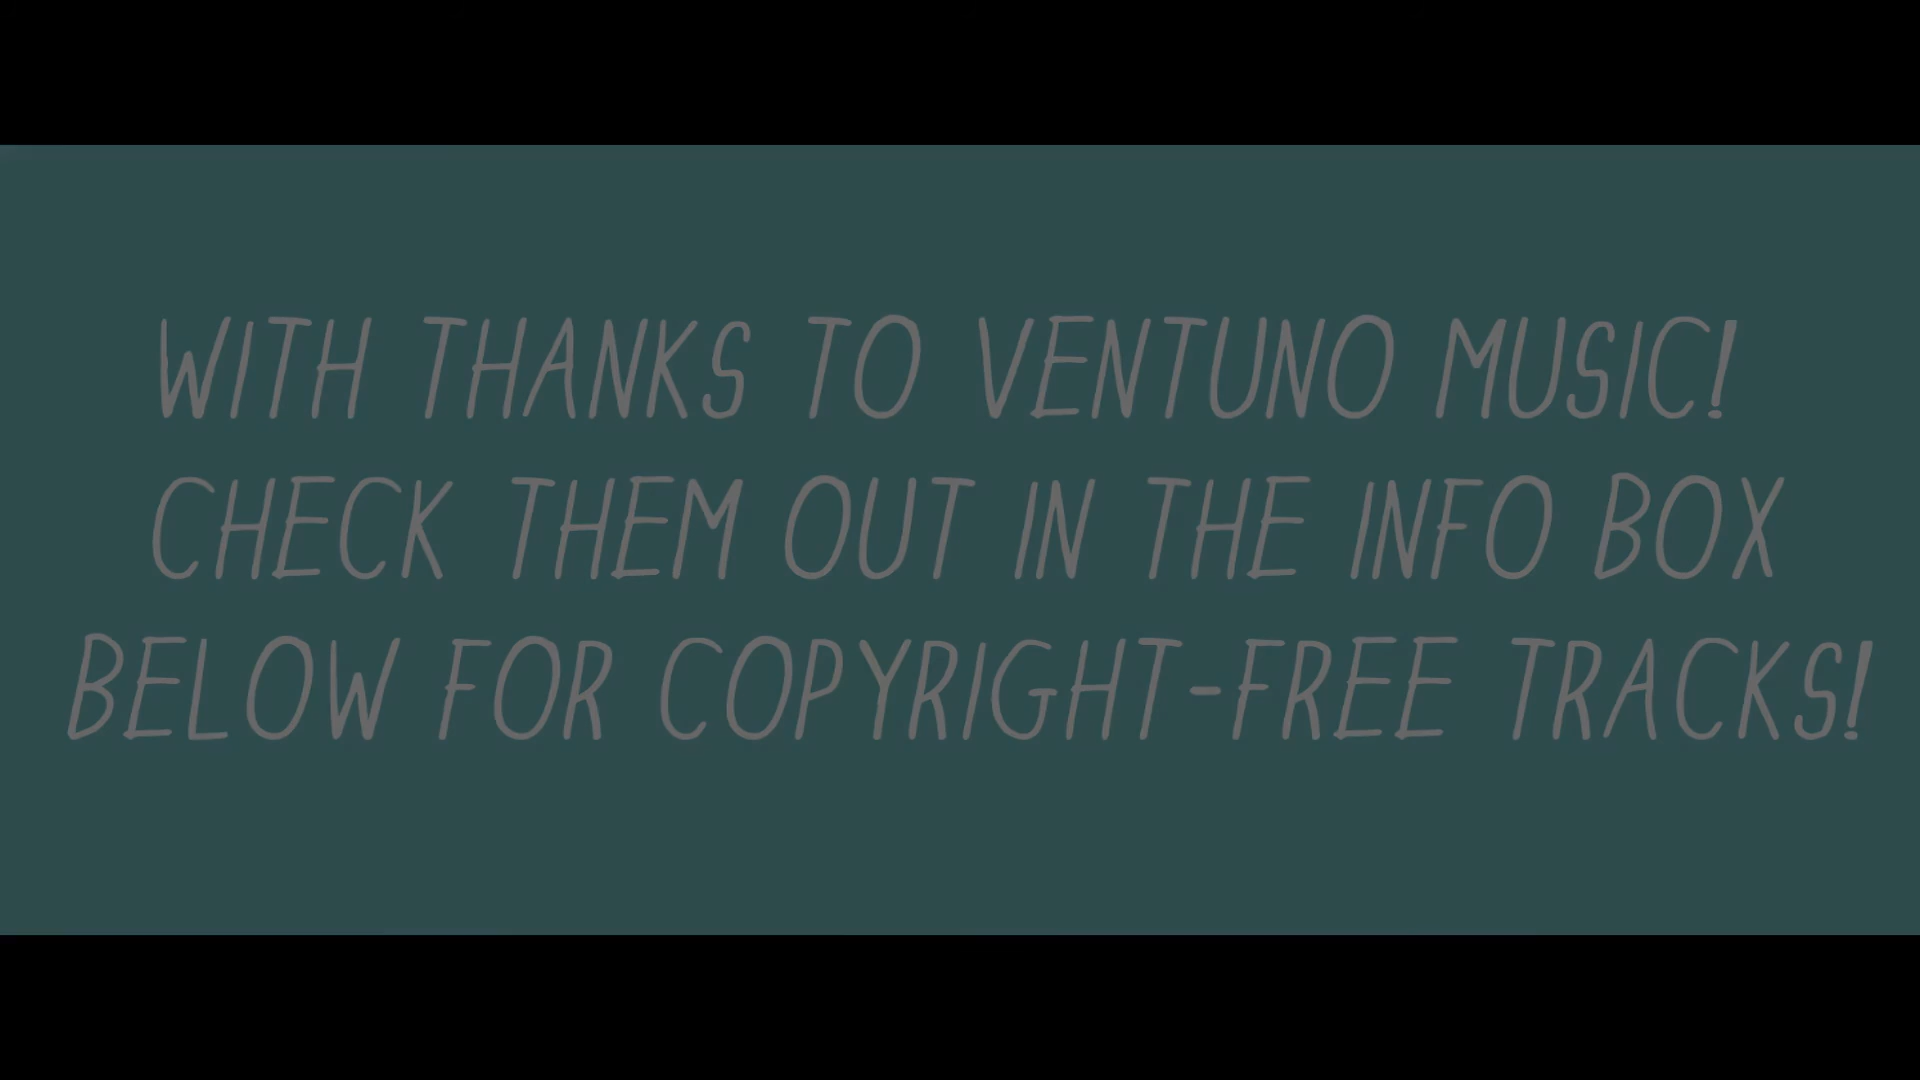 WITH THANKS TO VENTUNO MUSIC!
CHECK THEM OUT IN THE INFO BOX
BELOW FOR COPYRIGHT-FREE TRACKS!